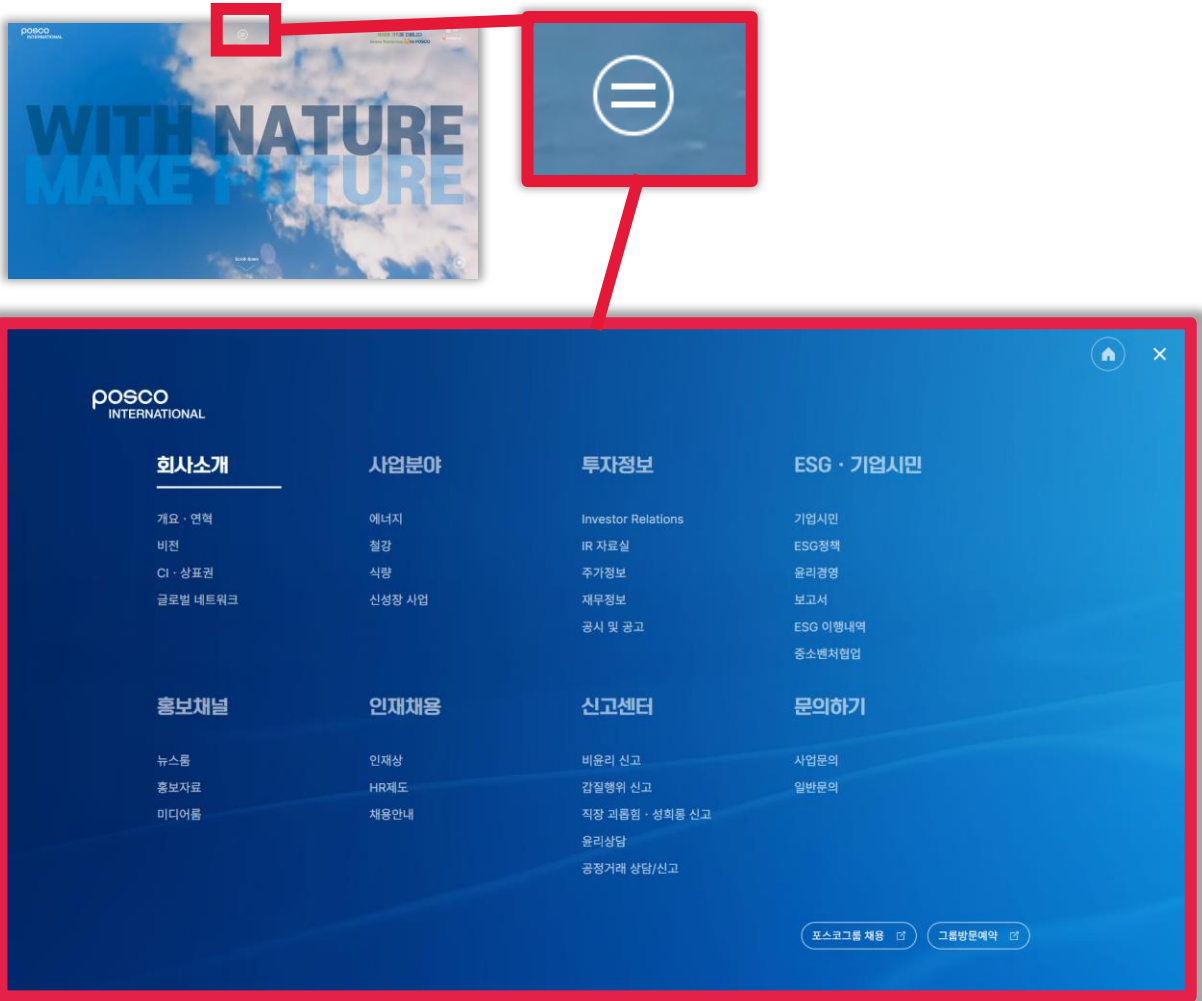 posco
INTERNATIONAL
WITH NATURE
MAKE FUTURE
Scroll down
posco
INTERNATIONAL
회사소개
개요 · 연혁
비전
CI · 상표권
글로벌 네트워크
사업분야
에너지
철강
식량
신성장 사업
투자정보
Investor Relations
IR 자료실
주가정보
재무정보
공시 및 공고
ESG · 기업시민
기업시민
ESG정책
윤리경영
보고서
ESG 이행내역
중소벤처협업
홍보채널
뉴스룸
홍보자료
미디어룸
인재채용
인재상
HR제도
채용안내
신고센터
비윤리 신고
갑질행위 신고
직장 괴롭힘 · 성희롱 신고
윤리상담
공정거래 상담/신고
문의하기
사업문의
일반문의
포스코그룹 채용
그룹방문예약